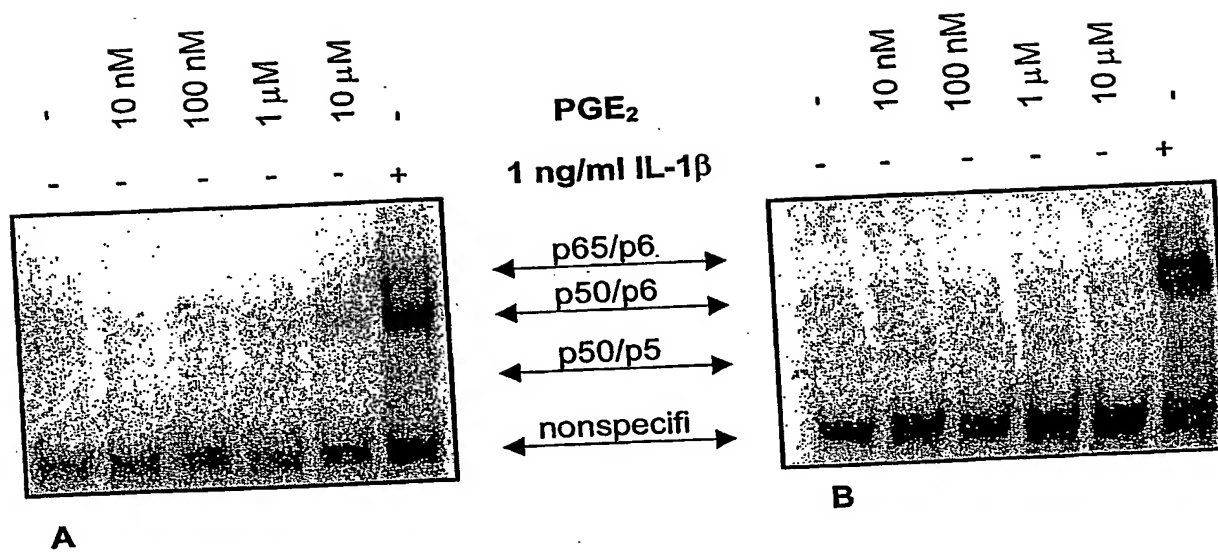 - 10 nM 100 nM 1 µM 10 µM - PGE₂ - 10 nM 100 nM 1 µM 10 µM -
- - - - - + 1 ng/ml IL-1β - - - - - +
p65/p6
p50/p6
p50/p5
nonspecifi
A B